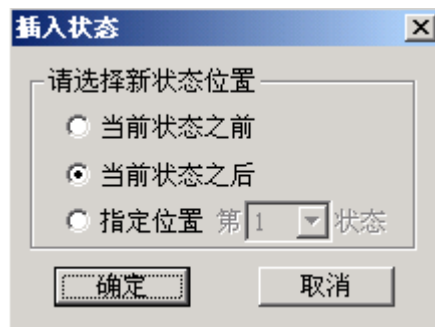 插入状态
请选择新状态位置
当前状态之前
当前状态之后
指定位置 第 1 状态
确定 取消